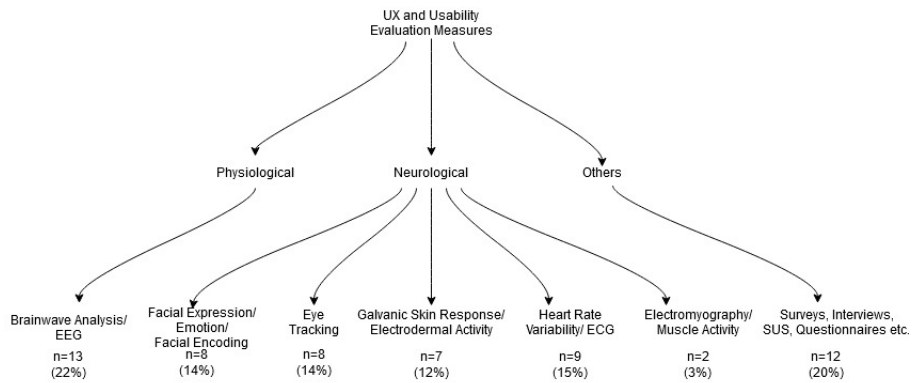 UX and Usability
Evaluation Measures
Physiological
Neurological
Others
Brainwave Analysis/
EEG
n=13
(22%)
Facial Expression/
Emotion/
Facial Encoding
n=8
(14%)
Eye
Tracking
n=8
(14%)
Galvanic Skin Response/
Electrodermal Activity
n=7
(12%)
Heart Rate
Variability/ ECG
n=9
(15%)
Electromyography/
Muscle Activity
n=2
(3%)
Surveys, Interviews,
SUS, Questionnaires etc.
n=12
(20%)